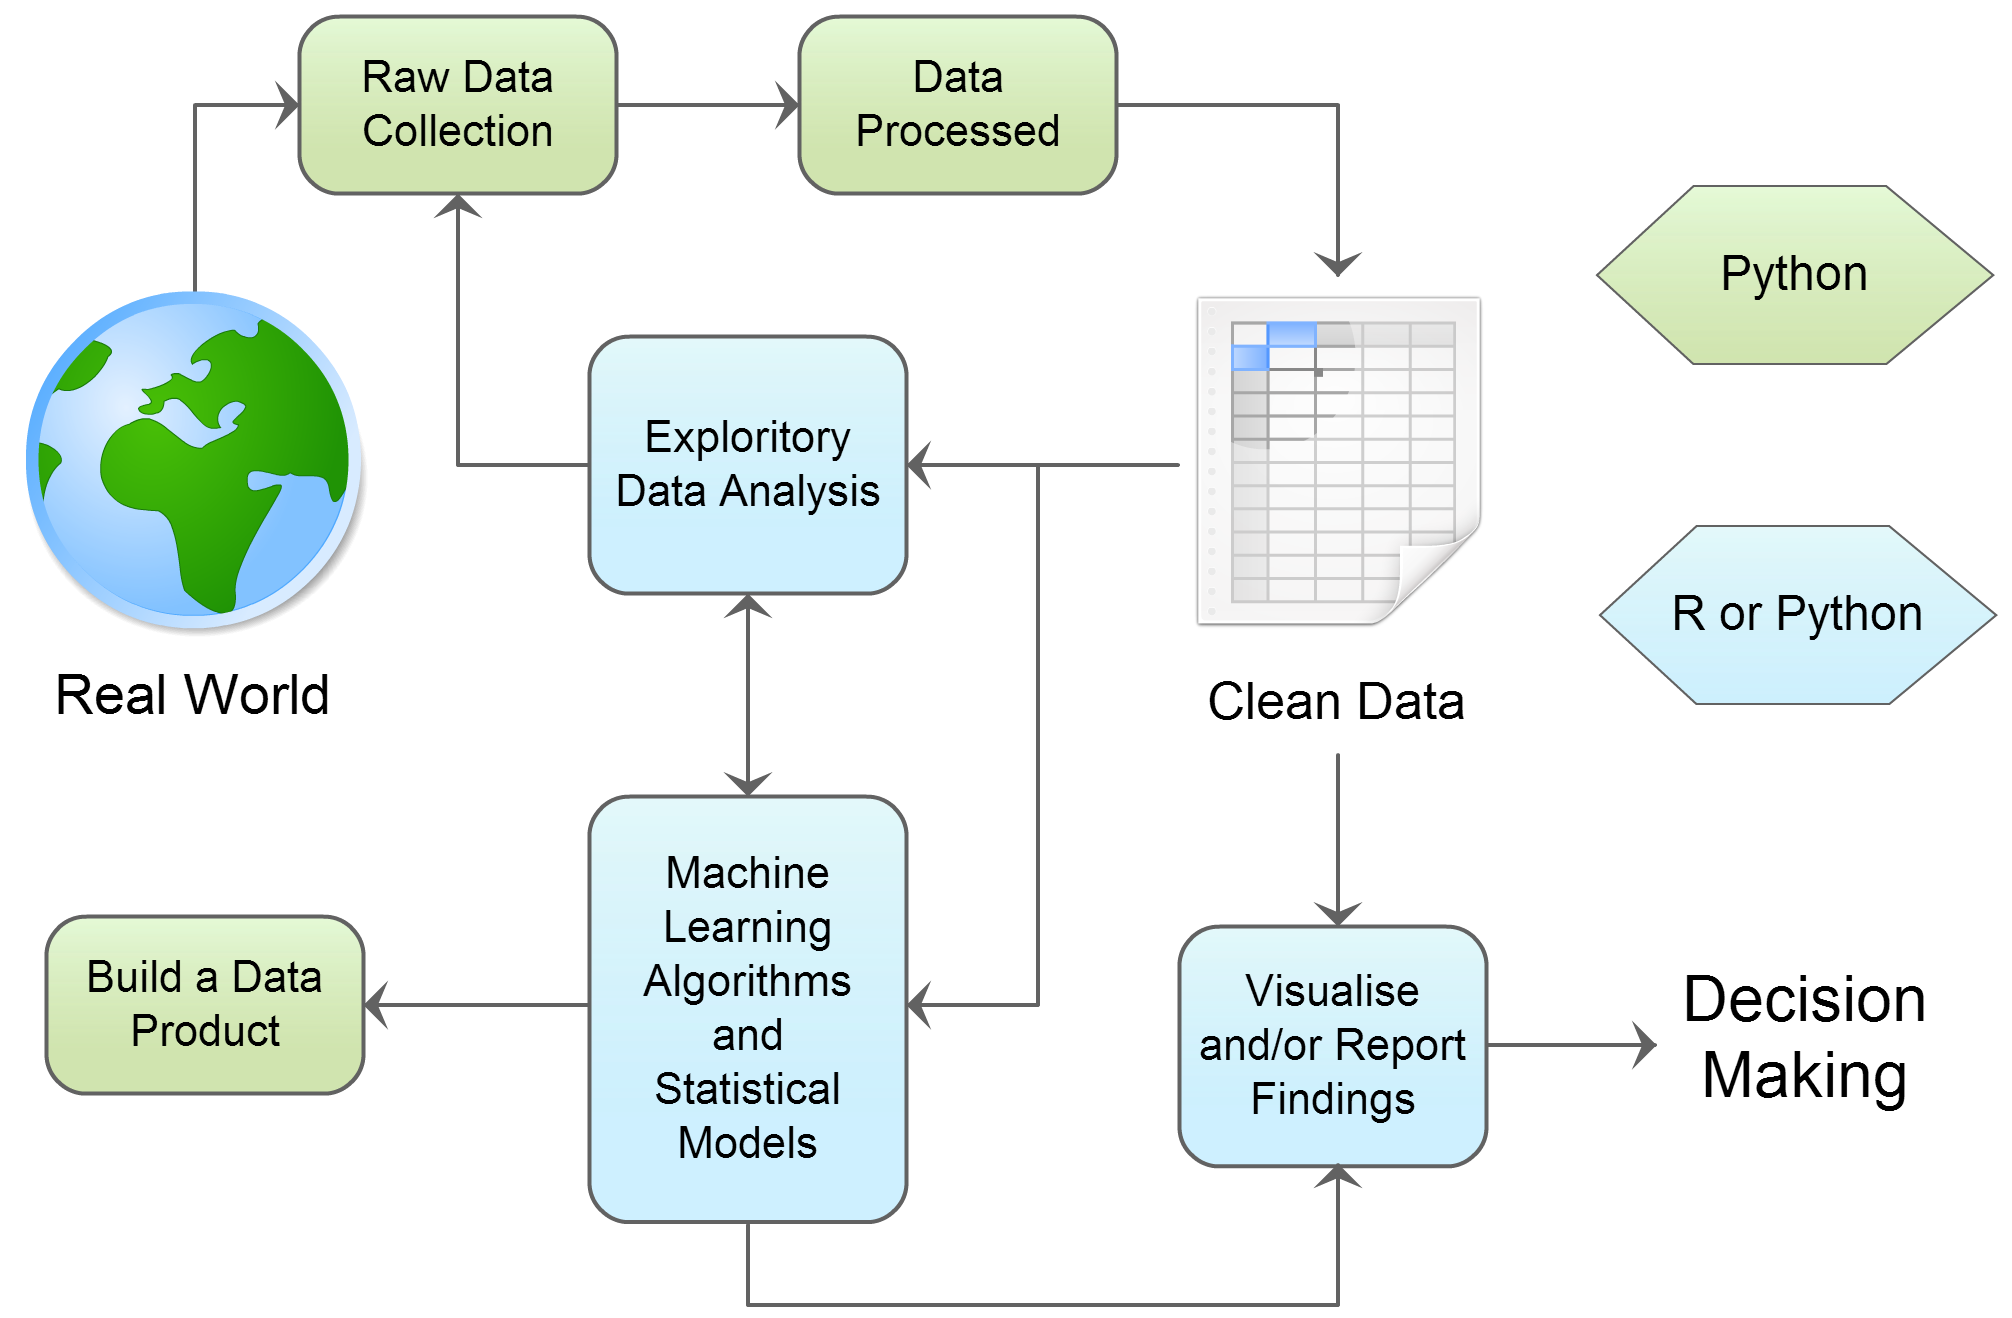 Raw Data
Collection
Data
Processed
Python
Exploritory
Data Analysis
R or Python
Real World
Clean Data
Machine
Learning
Algorithms
and
Statistical
Models
Build a Data
Product
Visualise
and/or Report
Findings
Decision
Making